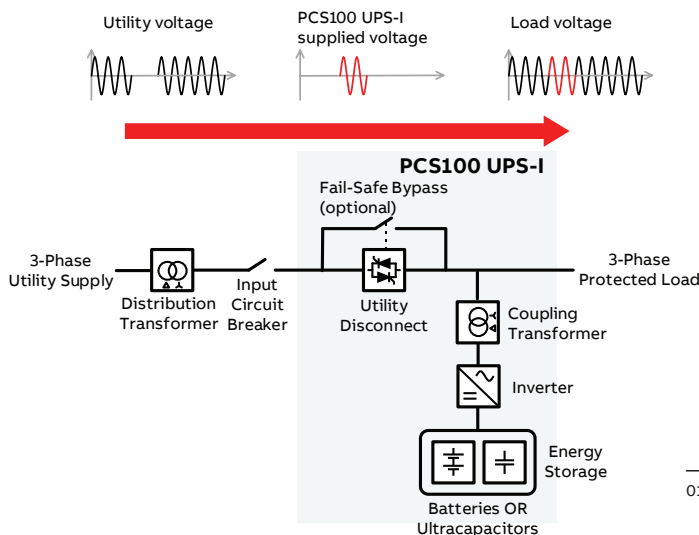 Utility voltage
PCS100 UPS-I
supplied voltage
Load voltage
PCS100 UPS-I
Fail-Safe Bypass
(optional)
3-Phase
Utility Supply
Distribution
Transformer
Input
Circuit
Breaker
Utility
Disconnect
3-Phase
Protected Load
Coupling
Transformer
Inverter
Energy
Storage
Batteries OR
Ultracapacitors
—
01